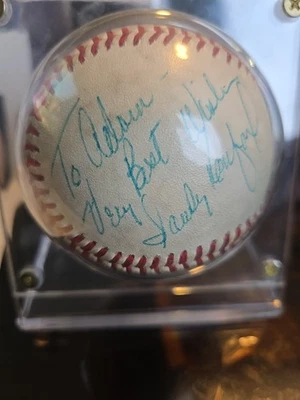 To Adam -
Very Best Wishes
Sandy Koufax